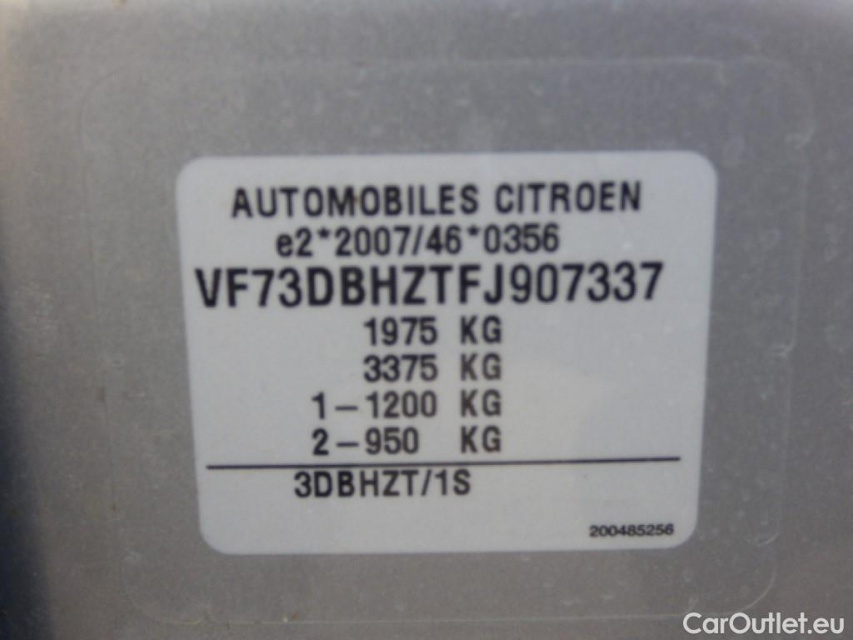 AUTOMOBILES CITROEN
e2*2007/46*0356
VF73DBHZTFJ907337
1975 KG
3375 KG
1-1200 KG
2-950 KG
3DBHZT/1S
200485256
CarOutlet.eu